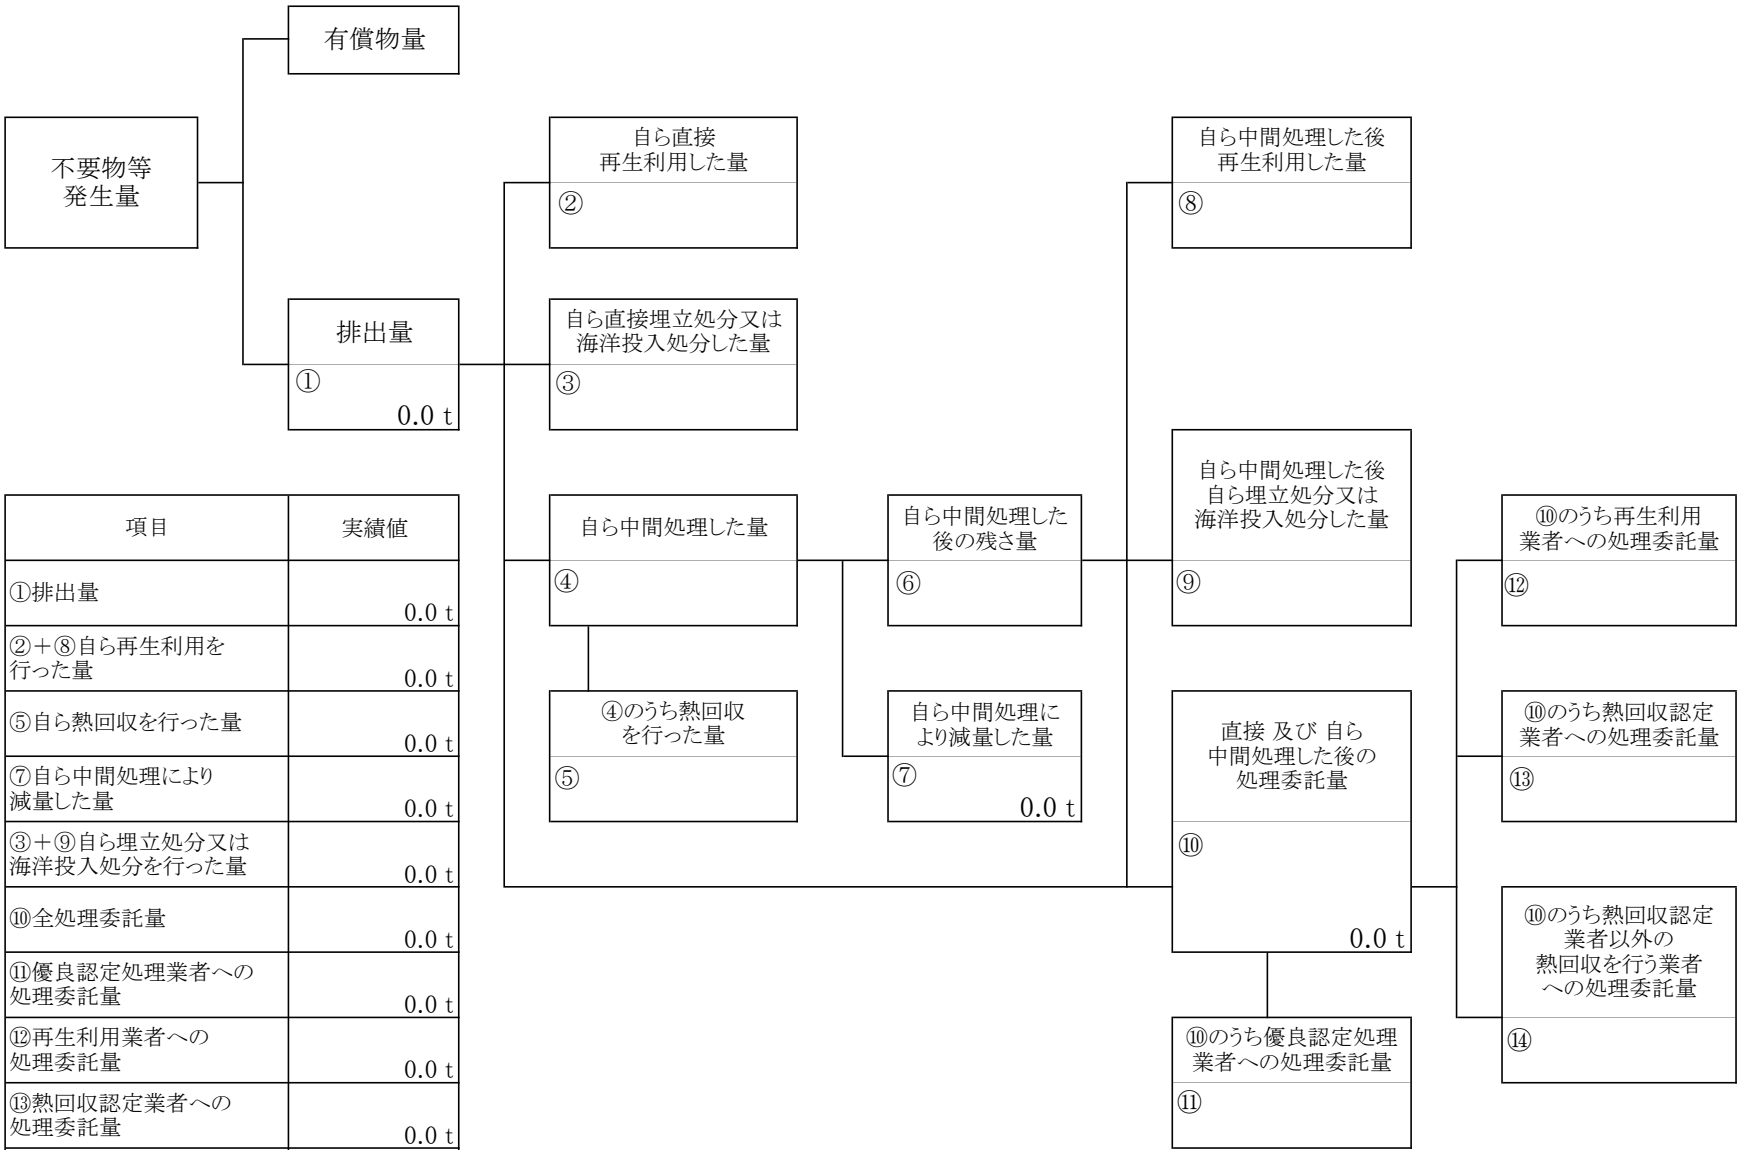 有償物量
不要物等
発生量
自ら直接
再生利用した量
②
自ら中間処理した後
再生利用した量
⑧
排出量
①
0.0 t
自ら直接埋立処分又は
海洋投入処分した量
③
自ら中間処理した量
④
自ら中間処理した
後の残さ量
⑥
自ら中間処理した後
自ら埋立処分又は
海洋投入処分した量
⑨
⑩のうち再生利用
業者への処理委託量
⑫
④のうち熱回収
を行った量
⑤
自ら中間処理に
より減量した量
⑦
0.0 t
直接 及び 自ら
中間処理した後の
処理委託量
⑩
0.0 t
⑩のうち熱回収認定
業者への処理委託量
⑬
⑩のうち熱回収認定
業者以外の
熱回収を行う業者
への処理委託量
⑭
⑩のうち優良認定処理
業者への処理委託量
⑪
項目 実績値
①排出量
0.0 t
②+⑧自ら再生利用を
行った量
0.0 t
⑤自ら熱回収を行った量
0.0 t
⑦自ら中間処理により
減量した量
0.0 t
③+⑨自ら埋立処分又は
海洋投入処分を行った量
0.0 t
⑩全処理委託量
0.0 t
⑪優良認定処理業者への
処理委託量
0.0 t
⑫再生利用業者への
処理委託量
0.0 t
⑬熱回収認定業者への
処理委託量
0.0 t